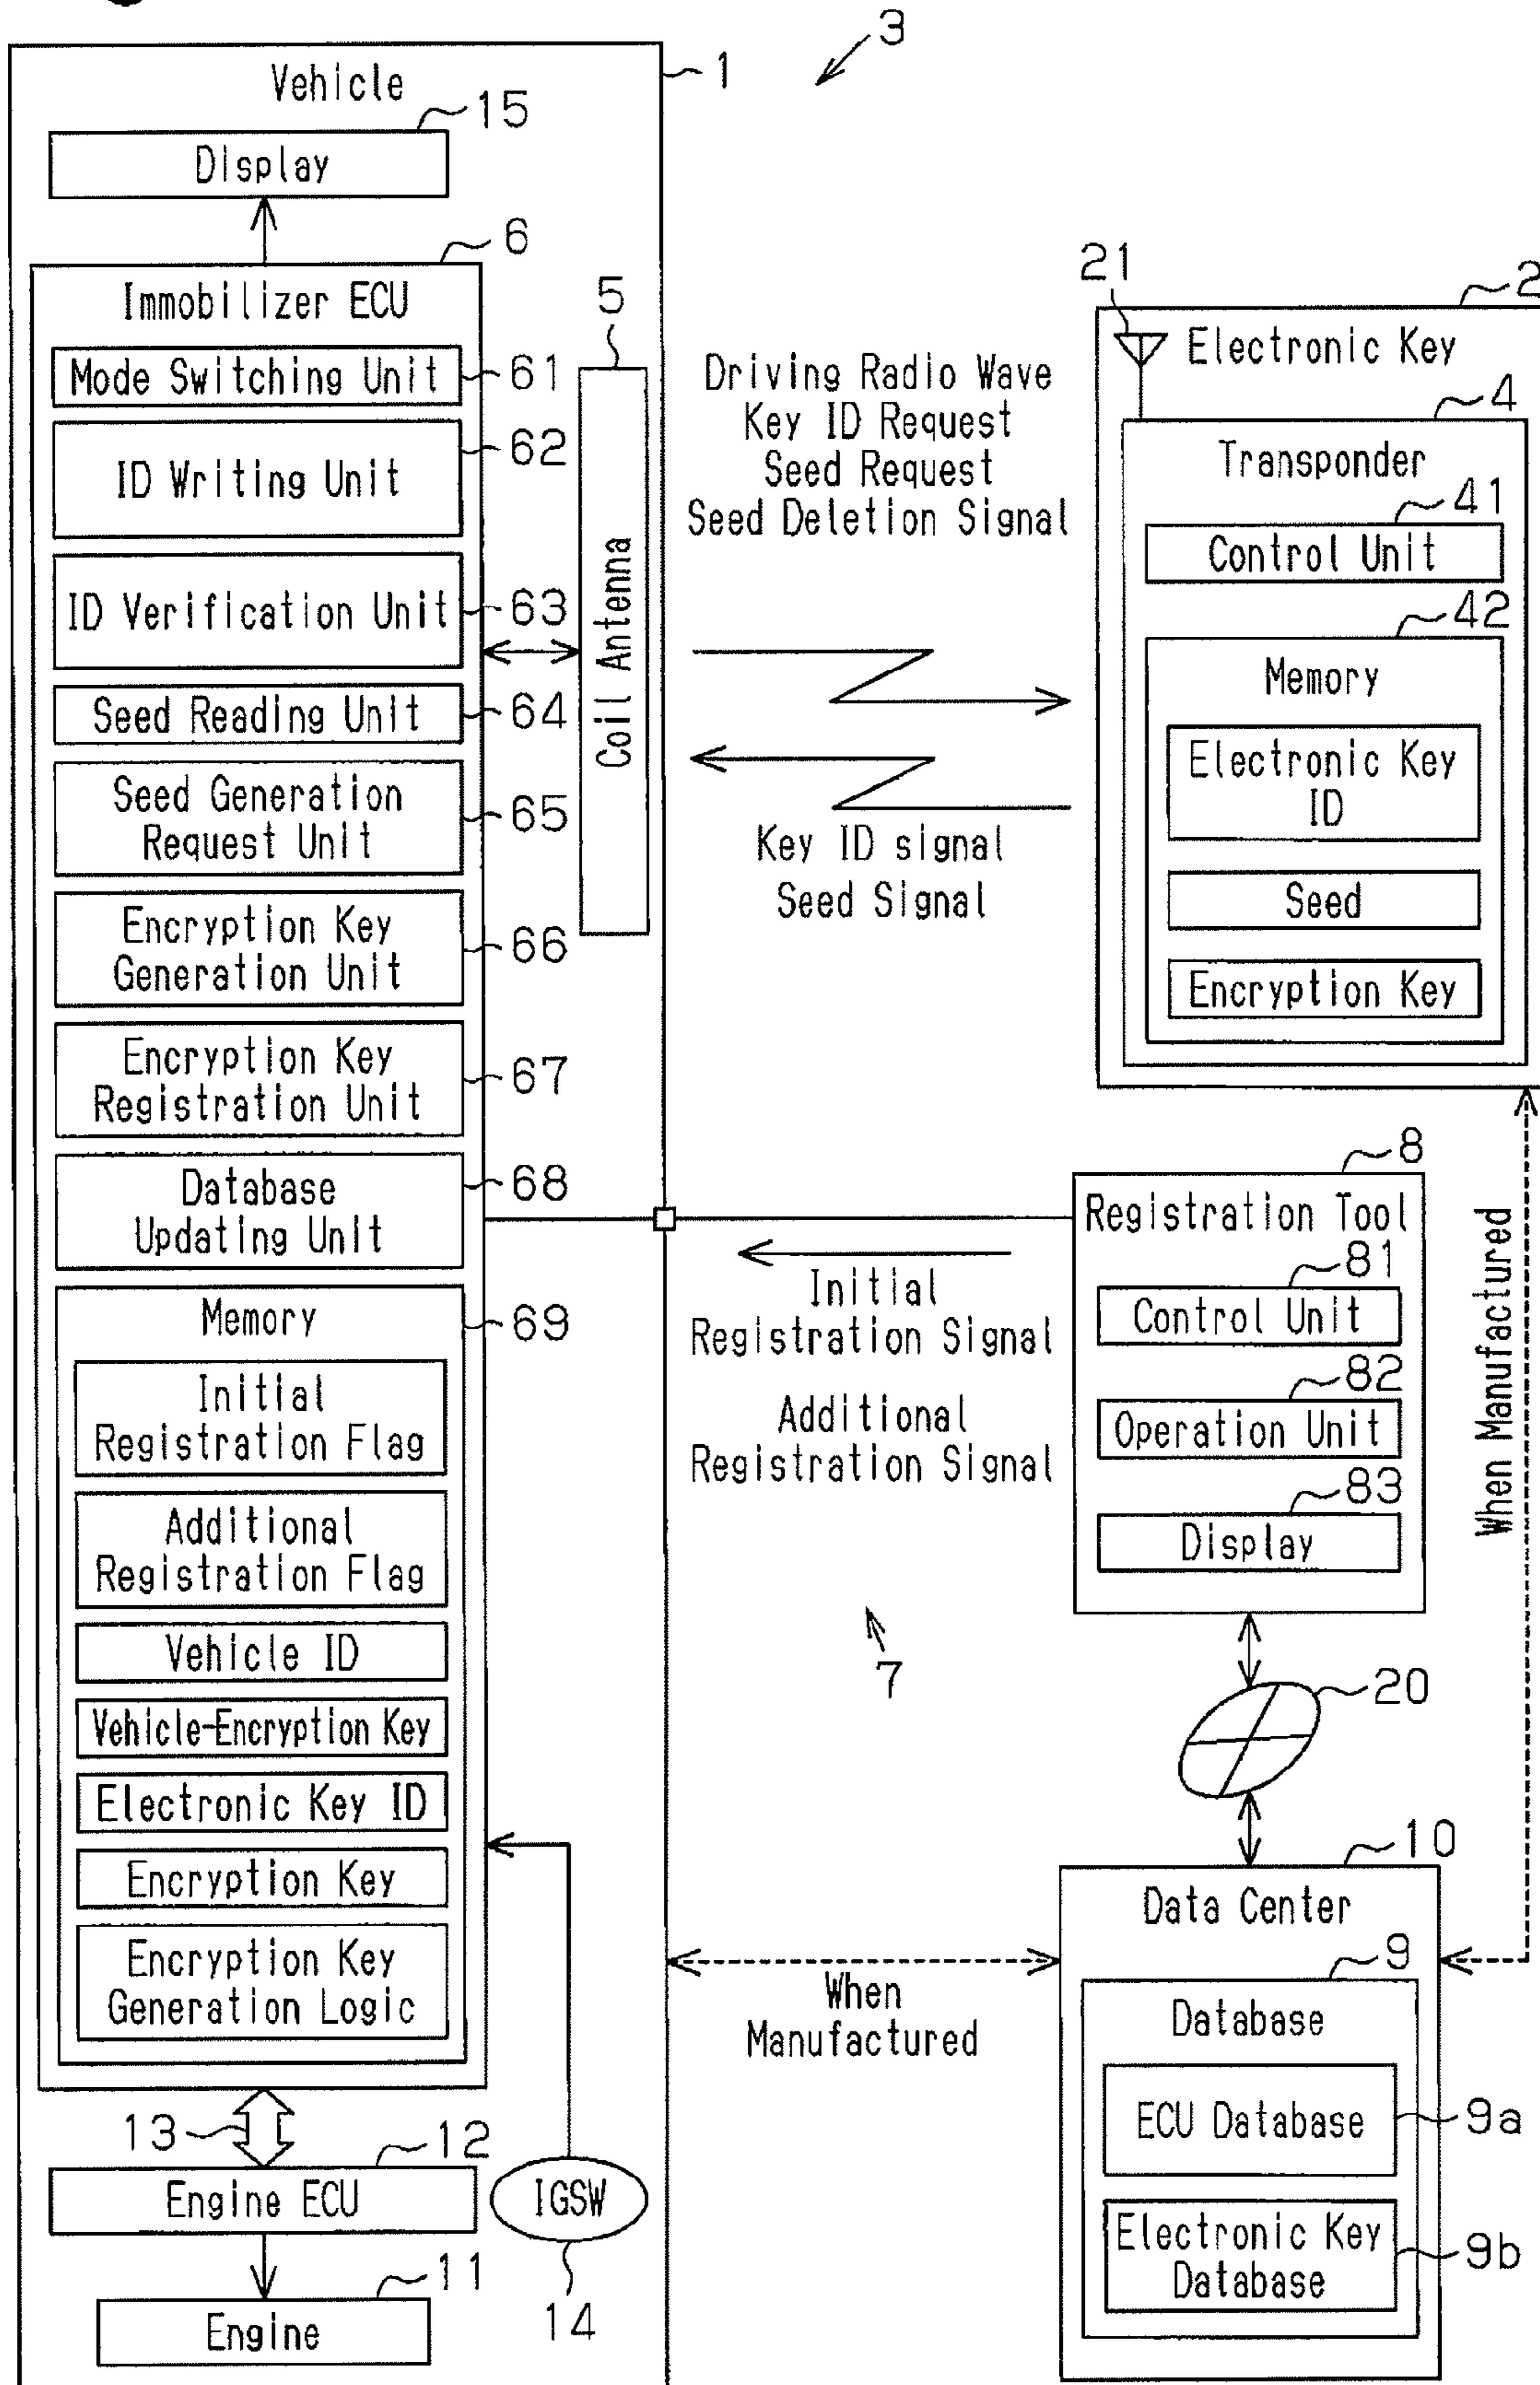 3
Vehicle
1
15
Display
6
Immobilizer ECU
Mode Switching Unit
61
ID Writing Unit
62
ID Verification Unit
63
Seed Reading Unit
64
Seed Generation
Request Unit
65
Encryption Key
Generation Unit
66
Encryption Key
Registration Unit
67
Database
Updating Unit
68
Memory
69
Initial
Registration Flag
Additional
Registration Flag
Vehicle ID
Vehicle-Encryption Key
Electronic Key ID
Encryption Key
Encryption Key
Generation Logic
13
12
Engine ECU
11
Engine
IGSW
14
5
Coil Antenna
Driving Radio Wave
Key ID Request
Seed Request
Seed Deletion Signal
Key ID signal
Seed Signal
21
2
Electronic Key
4
Transponder
41
Control Unit
42
Memory
Electronic Key
ID
Seed
Encryption Key
8
Registration Tool
81
Control Unit
82
Operation Unit
83
Display
Initial
Registration Signal
Additional
Registration Signal
7
When Manufactured
20
10
Data Center
9
Database
ECU Database
9a
Electronic Key
Database
9b
When
Manufactured